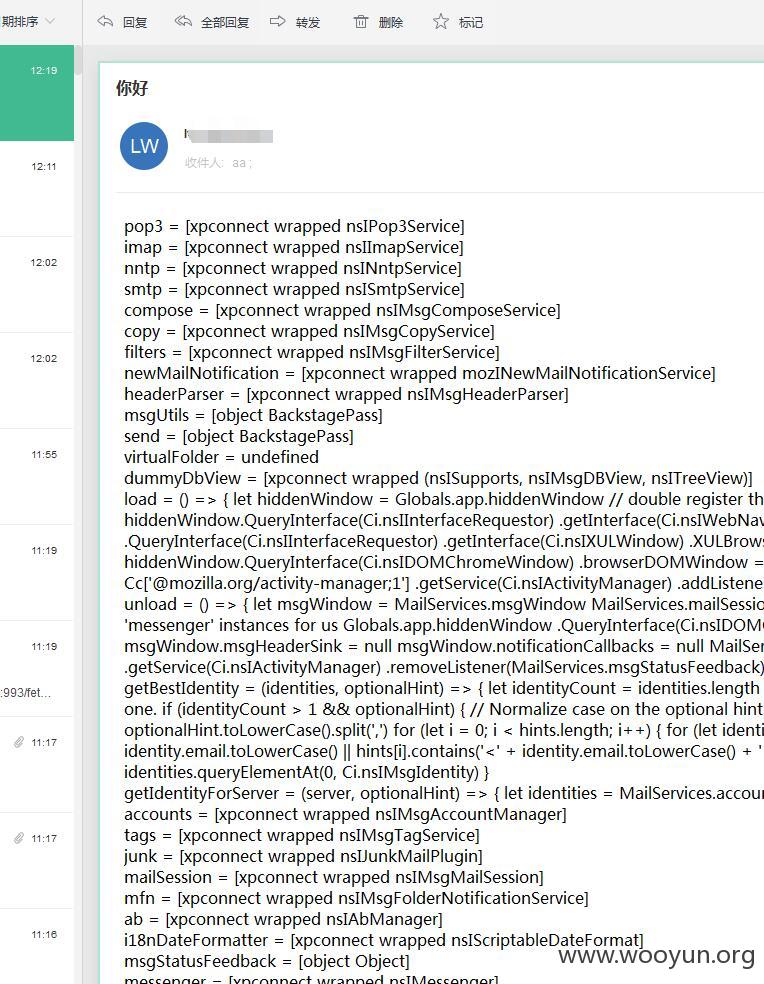 期排序
回复
全部回复
转发
删除
标记
12:19
12:11
12:02
12:02
11:55
11:19
11:19
:993/fet...
11:17
11:17
11:16
你好
LW
收件人: aa ;
pop3 = [xpconnect wrapped nsIPop3Service]
imap = [xpconnect wrapped nsIImapService]
nntp = [xpconnect wrapped nsINntpService]
smtp = [xpconnect wrapped nsISmtpService]
compose = [xpconnect wrapped nsIMsgComposeService]
copy = [xpconnect wrapped nsIMsgCopyService]
filters = [xpconnect wrapped nsIMsgFilterService]
newMailNotification = [xpconnect wrapped mozINewMailNotificationService]
headerParser = [xpconnect wrapped nsIMsgHeaderParser]
msgUtils = [object BackstagePass]
send = [object BackstagePass]
virtualFolder = undefined
dummyDbView = [xpconnect wrapped (nsISupports, nsIMsgDBView, nsITreeView)]
load = () => { let hiddenWindow = Globals.app.hiddenWindow // double register th
hiddenWindow.QueryInterface(Ci.nsIInterfaceRequestor) .getInterface(Ci.nsIWebNav
.QueryInterface(Ci.nsIInterfaceRequestor) .getInterface(Ci.nsIXULWindow) .XULBrows
hiddenWindow.QueryInterface(Ci.nsIDOMChromeWindow) .browserDOMWindow =
Cc['@mozilla.org/activity-manager;1'] .getService(Ci.nsIActivityManager) .addListene
unload = () => { let msgWindow = MailServices.msgWindow MailServices.mailSessio
'messenger' instances for us Globals.app.hiddenWindow .QueryInterface(Ci.nsIDOMC
msgWindow.msgHeaderSink = null msgWindow.notificationCallbacks = null MailSer
.getService(Ci.nsIActivityManager) .removeListener(MailServices.msgStatusFeedback)
getBestIdentity = (identities, optionalHint) => { let identityCount = identities.length
one. if (identityCount > 1 && optionalHint) { // Normalize case on the optional hint
optionalHint.toLowerCase().split(',') for (let i = 0; i < hints.length; i++) { for (let identi
identity.email.toLowerCase() || hints[i].contains('<' + identity.email.toLowerCase() + '
identities.queryElementAt(0, Ci.nsIMsgIdentity) }
getIdentityForServer = (server, optionalHint) => { let identities = MailServices.accour
accounts = [xpconnect wrapped nsIMsgAccountManager]
tags = [xpconnect wrapped nsIMsgTagService]
junk = [xpconnect wrapped nsIJunkMailPlugin]
mailSession = [xpconnect wrapped nsIMsgMailSession]
mfn = [xpconnect wrapped nsIMsgFolderNotificationService]
ab = [xpconnect wrapped nsIAbManager]
i18nDateFormatter = [xpconnect wrapped nsIScriptableDateFormat]
msgStatusFeedback = [object Object]
messenger = [xpconnect wrapped nsIMessenger]
www.wooyun.org